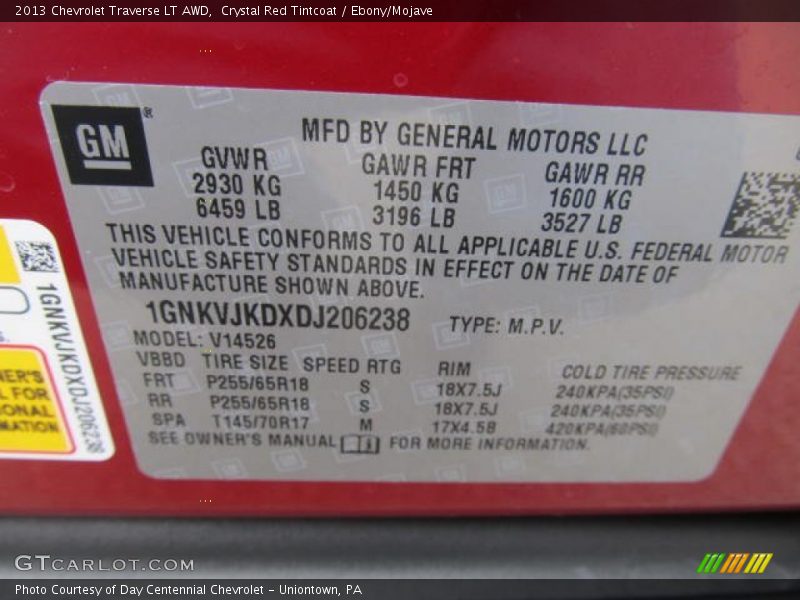 2013 Chevrolet Traverse LT AWD, Crystal Red Tintcoat / Ebony/Mojave
GM ®
MFD BY GENERAL MOTORS LLC
GVWR GAWR FRT GAWR RR
2930 KG 1450 KG 1600 KG
6459 LB 3196 LB 3527 LB
THIS VEHICLE CONFORMS TO ALL APPLICABLE U.S. FEDERAL MOTOR
VEHICLE SAFETY STANDARDS IN EFFECT ON THE DATE OF
MANUFACTURE SHOWN ABOVE.
1GNKVJKDXDJ206238 TYPE: M.P.V.
MODEL: V14526
VBBD TIRE SIZE SPEED RTG RIM COLD TIRE PRESSURE
FRT P255/65R18 S 18X7.5J 240KPA(35PSI)
RR P255/65R18 S 18X7.5J 240KPA(35PSI)
SPA T145/70R17 M 17X4.5B 420KPA(60PSI)
SEE OWNER'S MANUAL FOR MORE INFORMATION.
1GNKVJKDXDJ206238
NER'S
L FOR
IONAL
MATION
GTCARLOT.COM
Photo Courtesy of Day Centennial Chevrolet - Uniontown, PA